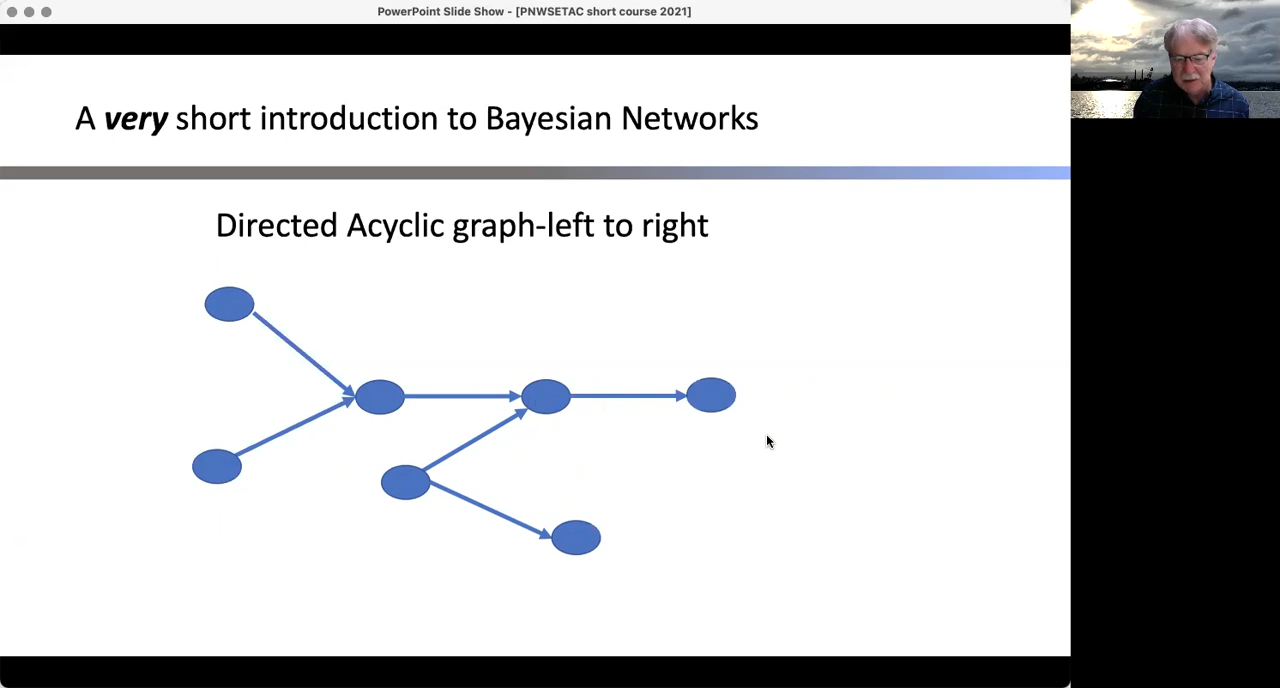 PowerPoint Slide Show - [PNWSETAC short course 2021]
A very short introduction to Bayesian Networks
Directed Acyclic graph-left to right